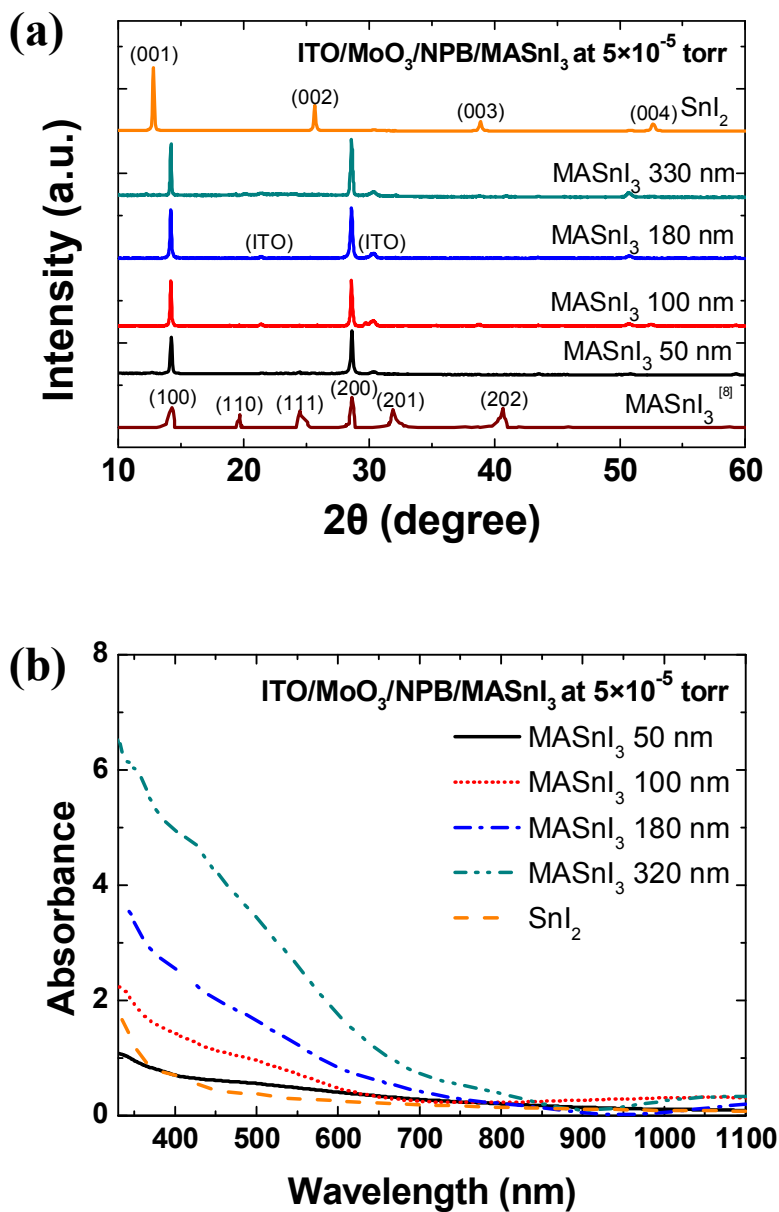 (a)
ITO/MoO₃/NPB/MASnI₃ at 5×10⁻⁵ torr
(001)
(002)
(003)
(004)
SnI₂
MASnI₃ 330 nm
(ITO)
(ITO)
MASnI₃ 180 nm
MASnI₃ 100 nm
MASnI₃ 50 nm
(100)
(110)
(111)
(200)
(201)
(202)
MASnI₃ [8]
Intensity (a.u.)
10 20 30 40 50 60
2θ (degree)
(b)
ITO/MoO₃/NPB/MASnI₃ at 5×10⁻⁵ torr
MASnI₃ 50 nm
MASnI₃ 100 nm
MASnI₃ 180 nm
MASnI₃ 320 nm
SnI₂
Absorbance
8
6
4
2
0
400 500 600 700 800 900 1000 1100
Wavelength (nm)